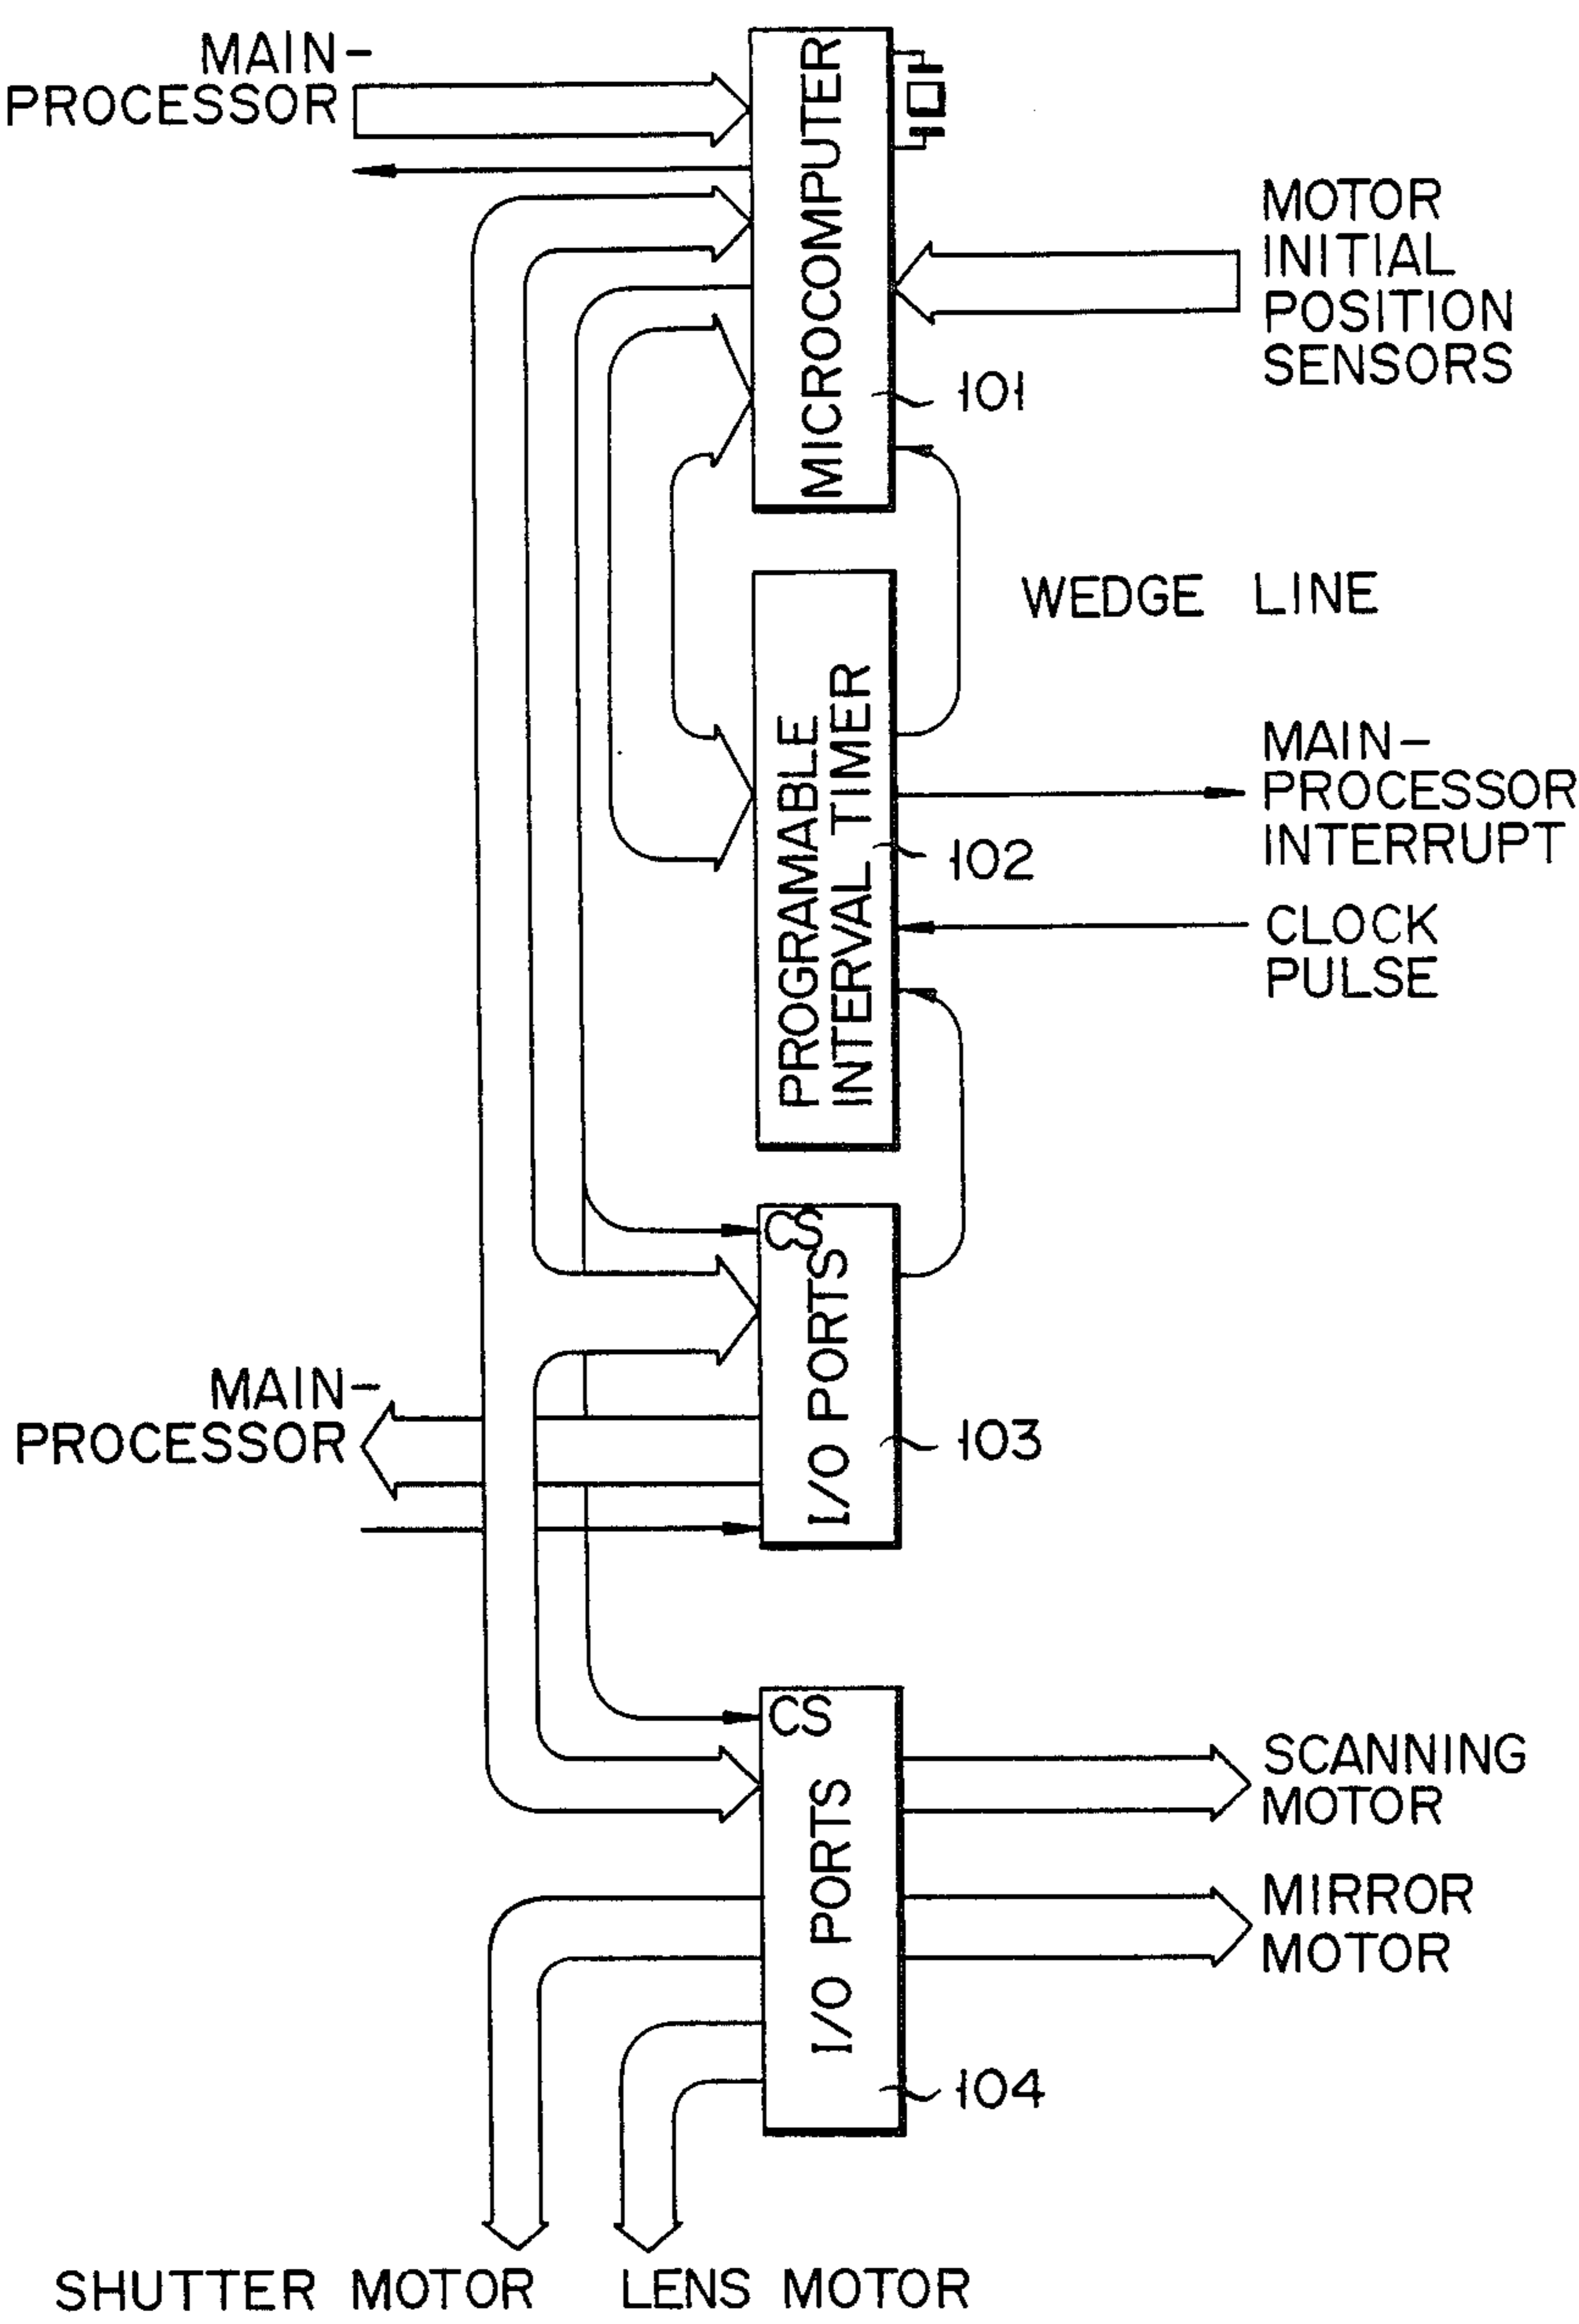 MAIN-
PROCESSOR
MICROCOMPUTER
MOTOR
INITIAL
POSITION
SENSORS
101
WEDGE LINE
PROGRAMABLE
INTERVAL TIMER
MAIN-
PROCESSOR
INTERRUPT
102
CLOCK
PULSE
CS
I/O PORTS
MAIN-
PROCESSOR
103
CS
I/O PORTS
SCANNING
MOTOR
MIRROR
MOTOR
104
SHUTTER MOTOR
LENS MOTOR